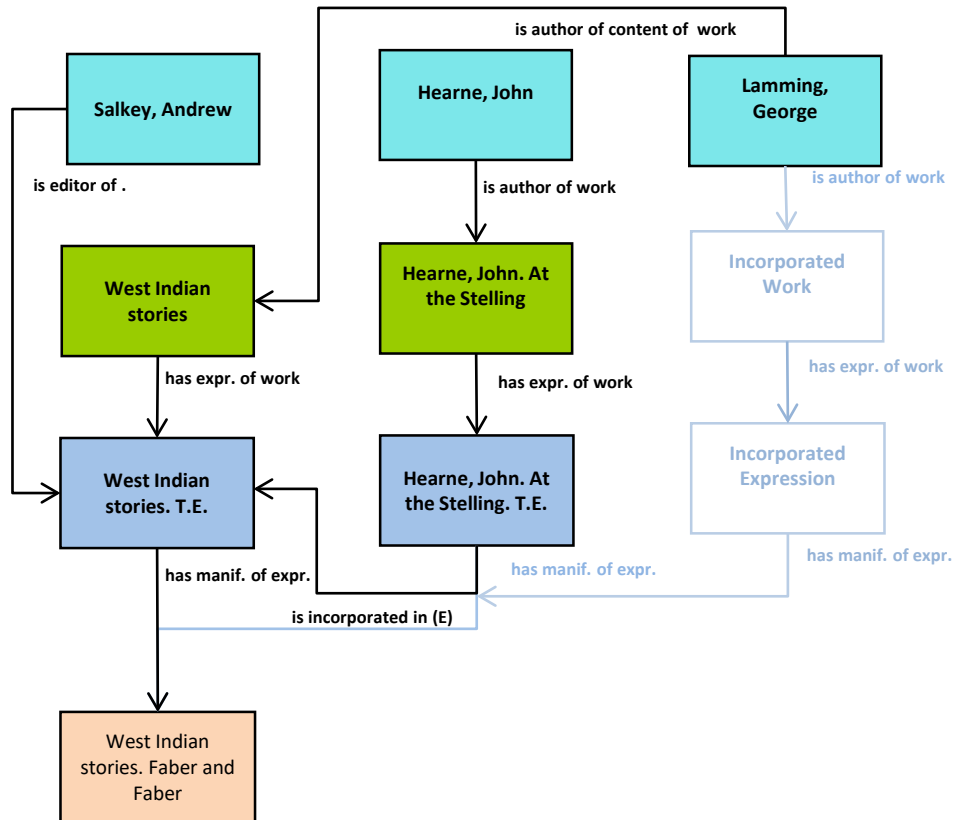 is author of content of work
Salkey, Andrew
Hearne, John
Lamming,
George
is editor of .
is author of work
is author of work
West Indian
stories
Hearne, John. At
the Stelling
Incorporated
Work
has expr. of work
has expr. of work
has expr. of work
West Indian
stories. T.E.
Hearne, John. At
the Stelling. T.E.
Incorporated
Expression
has manif. of expr.
has manif. of expr.
has manif. of expr.
is incorporated in (E)
West Indian
stories. Faber and
Faber